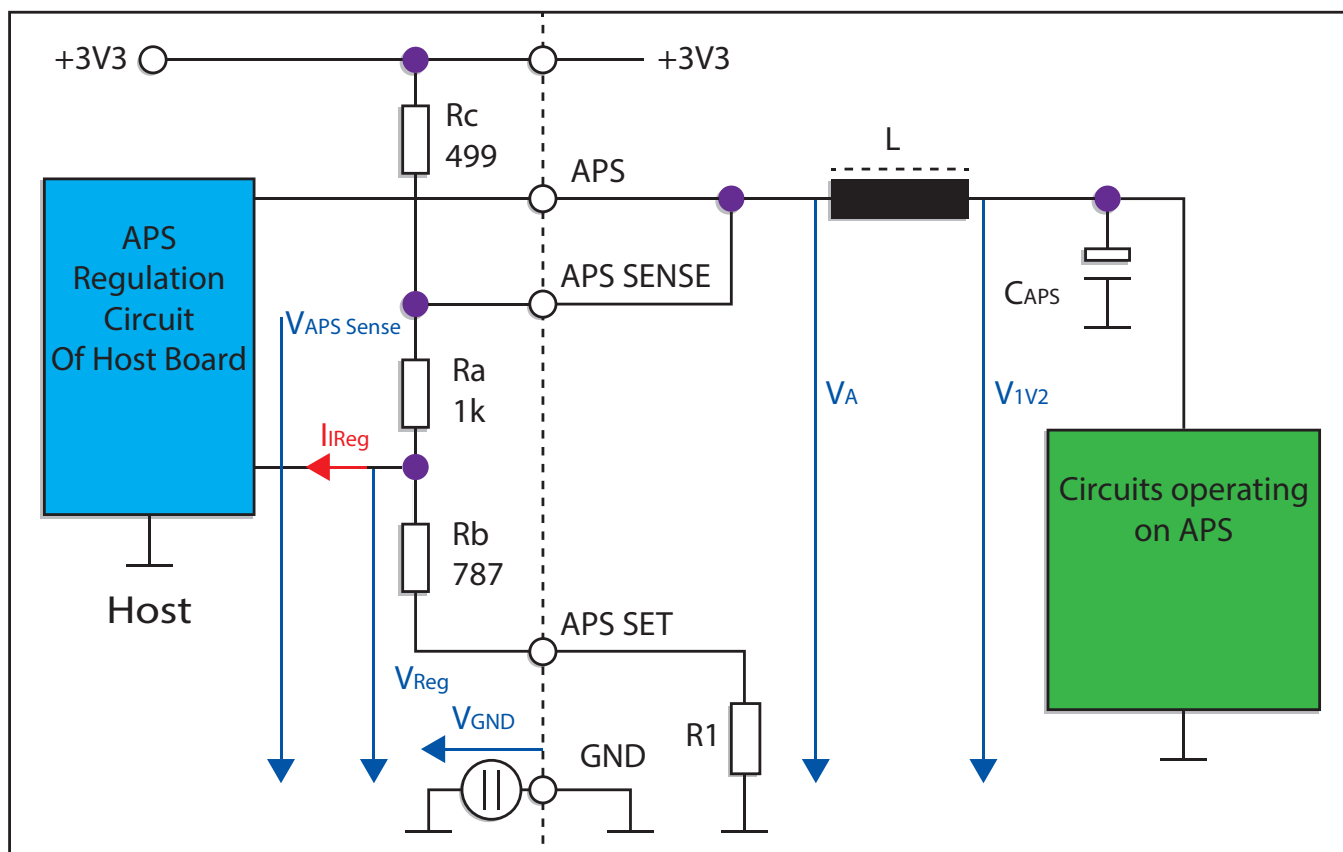 +3V3
+3V3
Rc
499
L
APS
APS
Regulation
Circuit
Of Host Board
APS SENSE
CAPS
VAPS Sense
Ra
1k
VA
V1V2
IIReg
Circuits operating
on APS
Rb
787
Host
APS SET
VReg
VGND
R1
GND